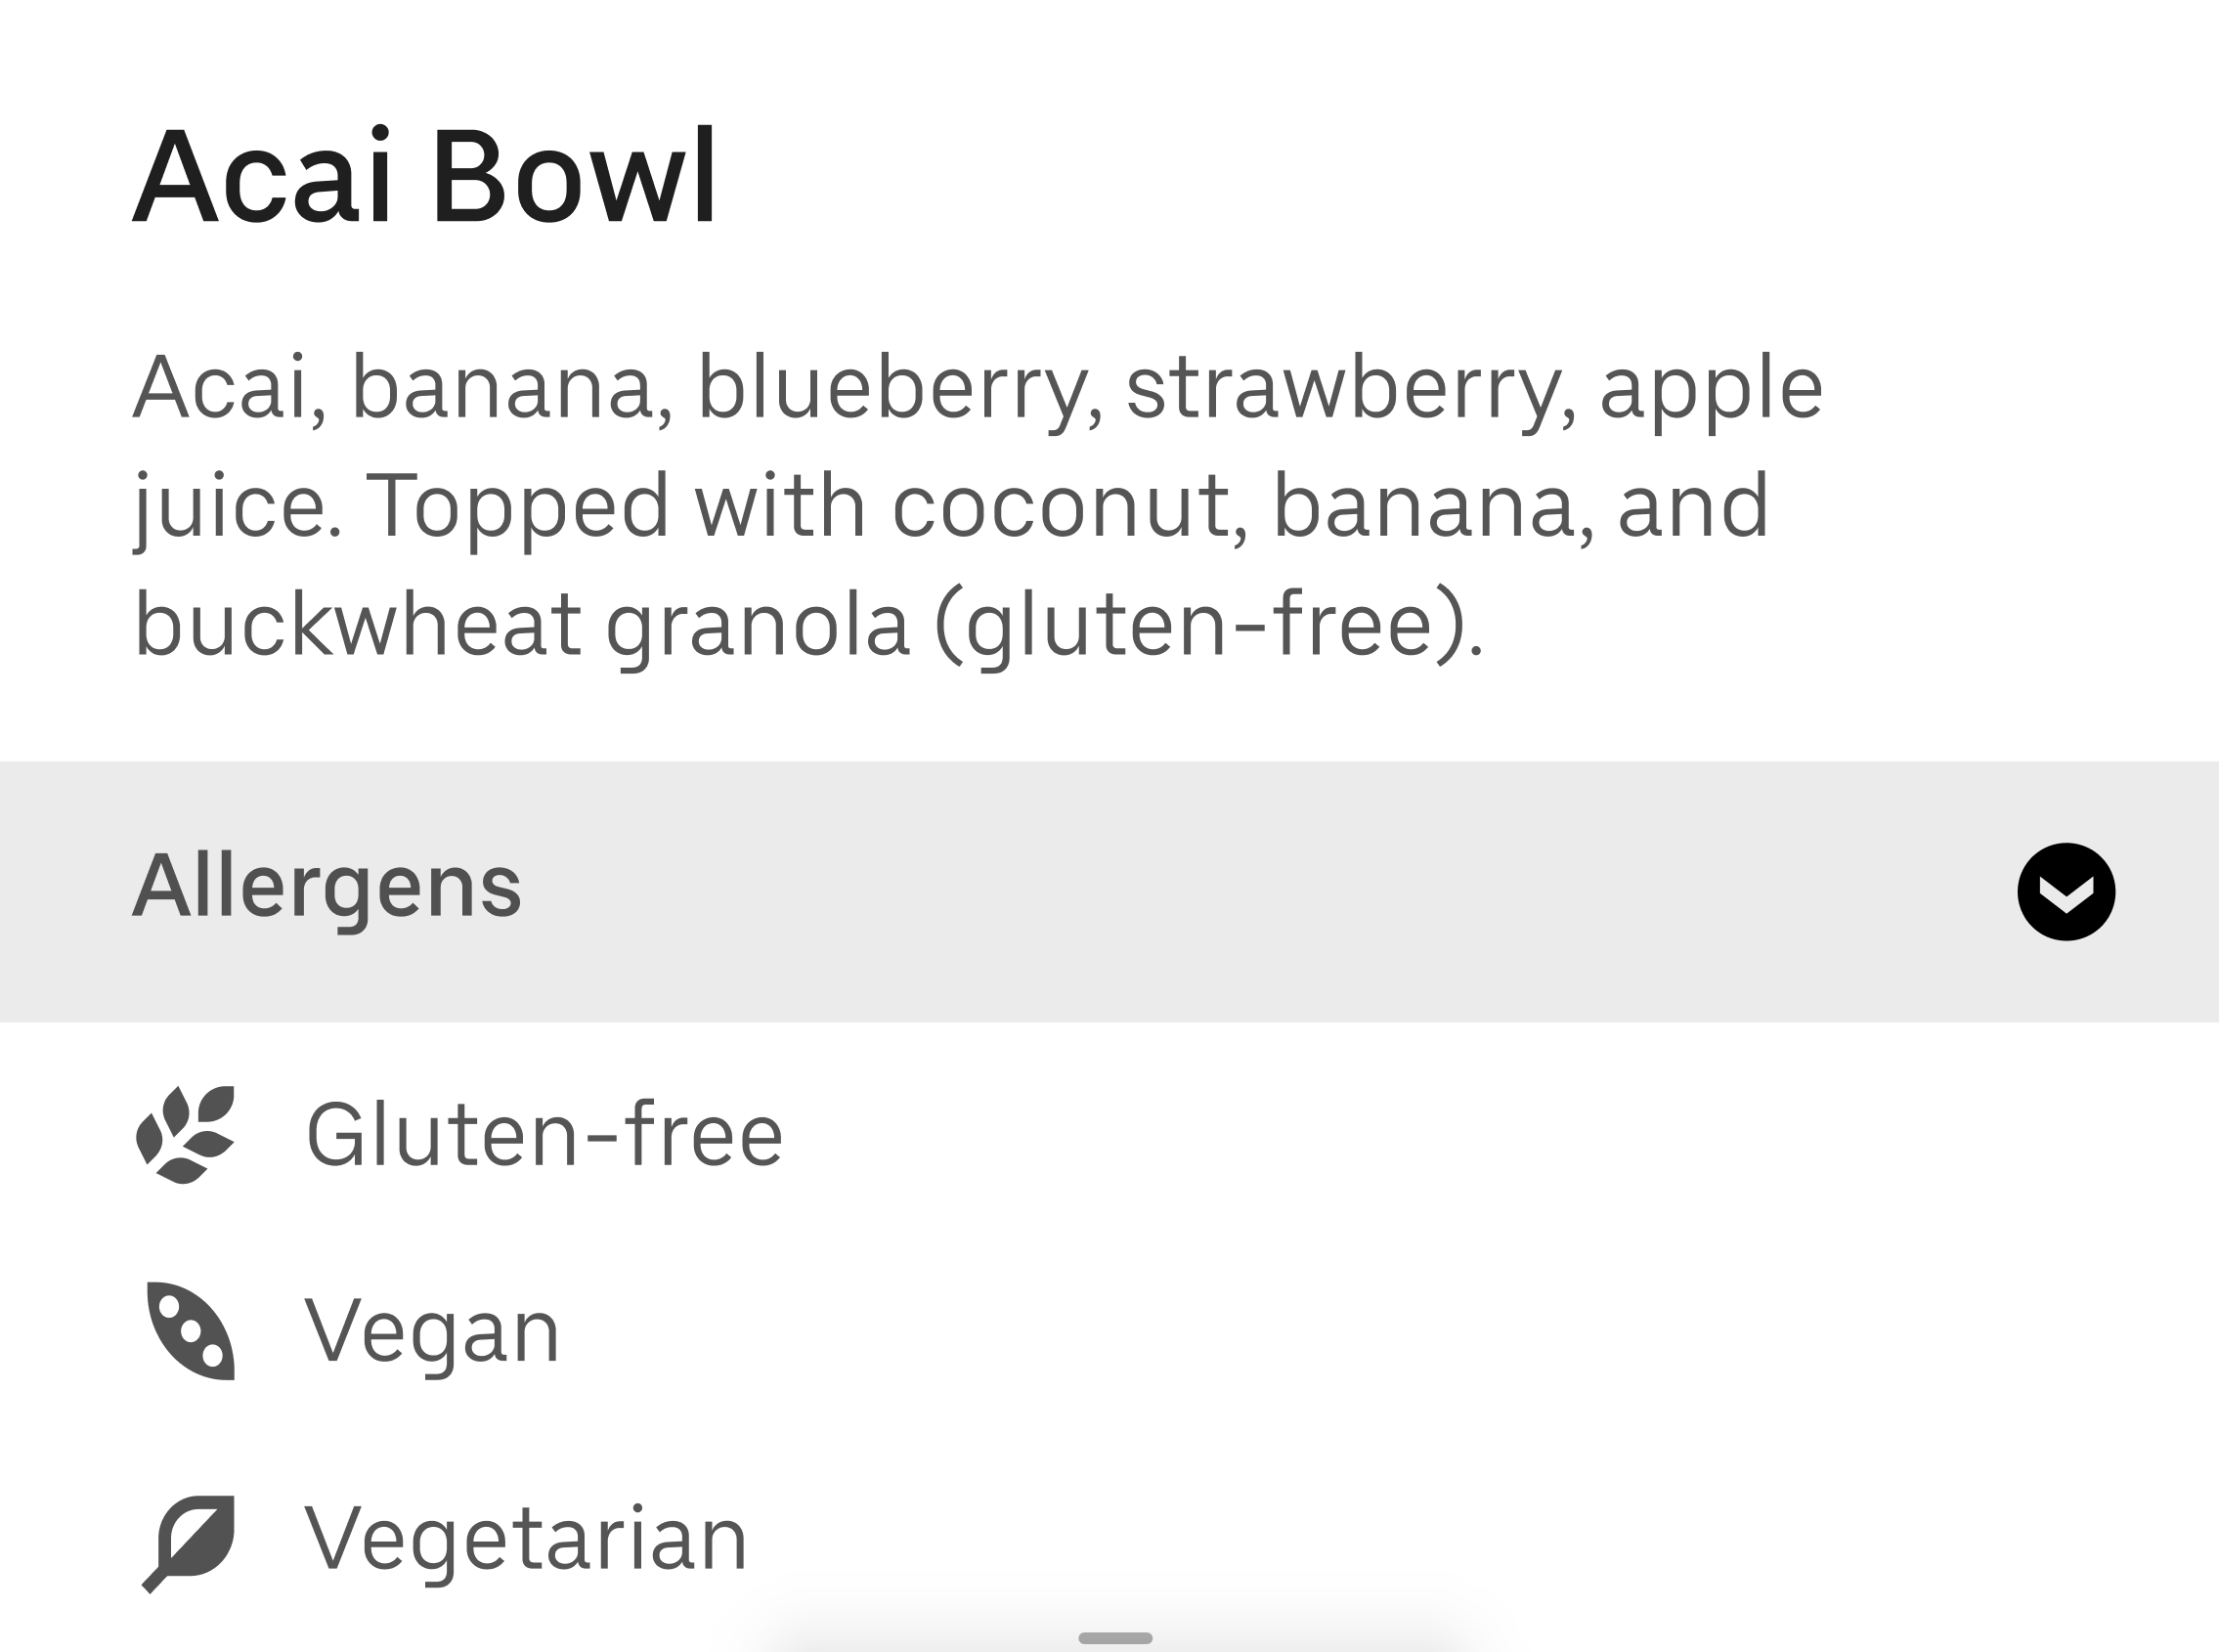 Acai Bowl
Acai, banana, blueberry, strawberry, apple
juice. Topped with coconut, banana, and
buckwheat granola (gluten-free).
Allergens
Gluten-free
Vegan
Vegetarian